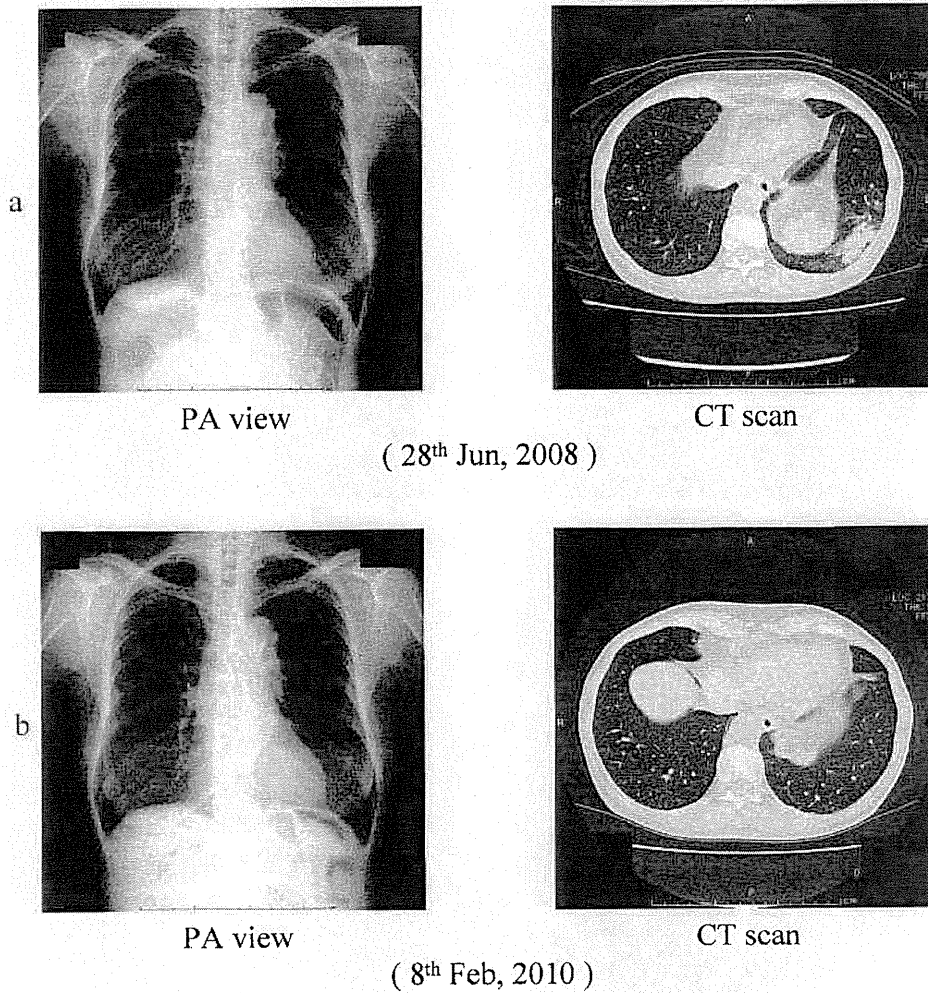 a
PA view
CT scan
( 28th Jun, 2008 )
b
PA view
CT scan
( 8th Feb, 2010 )